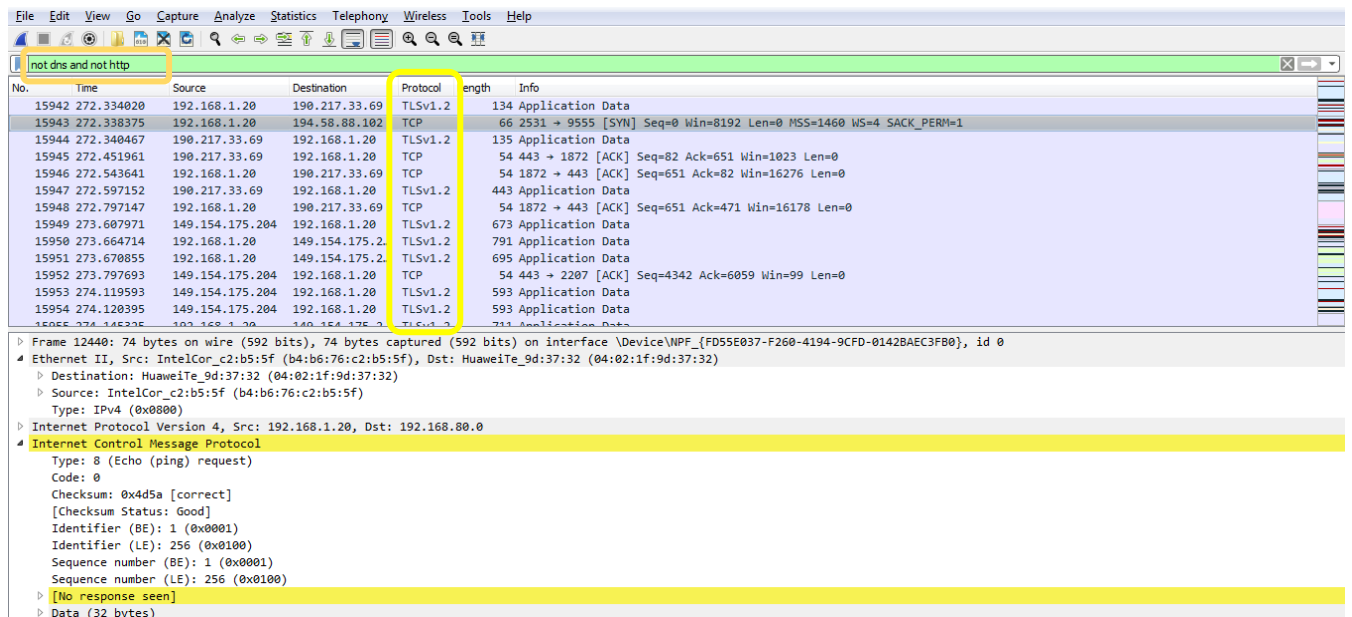 File Edit View Go Capture Analyze Statistics Telephony Wireless Tools Help
not dns and not http
No. Time Source Destination Protocol ength Info
15942 272.334020 192.168.1.20 190.217.33.69 TLSv1.2 134 Application Data
15943 272.338375 192.168.1.20 194.58.88.102 TCP 66 2531 → 9555 [SYN] Seq=0 Win=8192 Len=0 MSS=1460 WS=4 SACK_PERM=1
15944 272.340467 190.217.33.69 192.168.1.20 TLSv1.2 135 Application Data
15945 272.451961 190.217.33.69 192.168.1.20 TCP 54 443 → 1872 [ACK] Seq=82 Ack=651 Win=1023 Len=0
15946 272.543641 192.168.1.20 190.217.33.69 TCP 54 1872 → 443 [ACK] Seq=651 Ack=82 Win=16276 Len=0
15947 272.597152 190.217.33.69 192.168.1.20 TLSv1.2 443 Application Data
15948 272.797147 192.168.1.20 190.217.33.69 TCP 54 1872 → 443 [ACK] Seq=651 Ack=471 Win=16178 Len=0
15949 273.607971 149.154.175.204 192.168.1.20 TLSv1.2 673 Application Data
15950 273.664714 192.168.1.20 149.154.175.2… TLSv1.2 791 Application Data
15951 273.670855 192.168.1.20 149.154.175.2… TLSv1.2 695 Application Data
15952 273.797693 149.154.175.204 192.168.1.20 TCP 54 443 → 2207 [ACK] Seq=4342 Ack=6059 Win=99 Len=0
15953 274.119593 149.154.175.204 192.168.1.20 TLSv1.2 593 Application Data
15954 274.120395 149.154.175.204 192.168.1.20 TLSv1.2 593 Application Data
15955 274.145325 192.168.1.20 149.154.175.2 TLSv1.2 711 Application Data
Frame 12440: 74 bytes on wire (592 bits), 74 bytes captured (592 bits) on interface \Device\NPF_{FD55E037-F260-4194-9CFD-0142BAEC3FB0}, id 0
Ethernet II, Src: IntelCor_c2:b5:5f (b4:b6:76:c2:b5:5f), Dst: HuaweiTe_9d:37:32 (04:02:1f:9d:37:32)
Destination: HuaweiTe_9d:37:32 (04:02:1f:9d:37:32)
Source: IntelCor_c2:b5:5f (b4:b6:76:c2:b5:5f)
Type: IPv4 (0x0800)
Internet Protocol Version 4, Src: 192.168.1.20, Dst: 192.168.80.0
Internet Control Message Protocol
Type: 8 (Echo (ping) request)
Code: 0
Checksum: 0x4d5a [correct]
[Checksum Status: Good]
Identifier (BE): 1 (0x0001)
Identifier (LE): 256 (0x0100)
Sequence number (BE): 1 (0x0001)
Sequence number (LE): 256 (0x0100)
[No response seen]
Data (32 bytes)